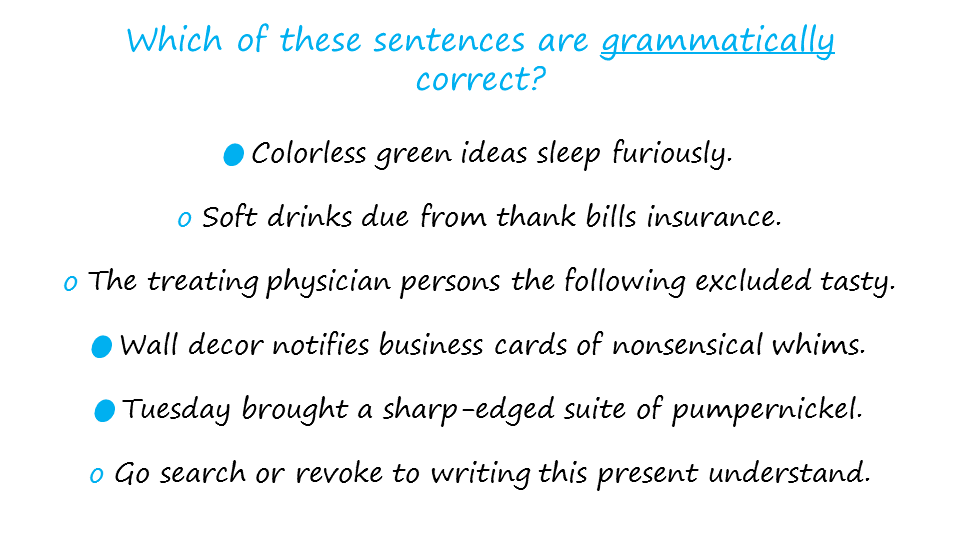 Which of these sentences are grammatically
correct?
● Colorless green ideas sleep furiously.
o Soft drinks due from thank bills insurance.
o The treating physician persons the following excluded tasty.
● Wall decor notifies business cards of nonsensical whims.
● Tuesday brought a sharp-edged suite of pumpernickel.
o Go search or revoke to writing this present understand.